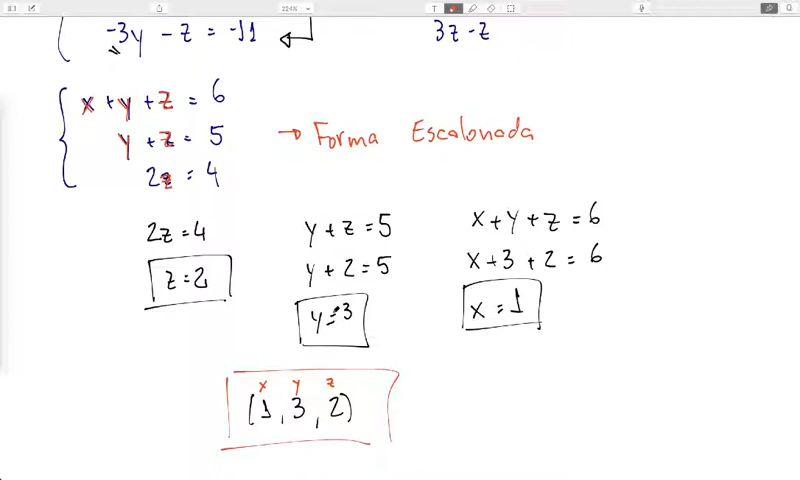 224%
-3y - z = -11
3z - z
x + y + z = 6
y + z = 5
2z = 4
→ Forma Escalonada
2z = 4
z = 2
y + z = 5
y + 2 = 5
y = 3
x + y + z = 6
x + 3 + 2 = 6
x = 1
x y z
(1, 3, 2)